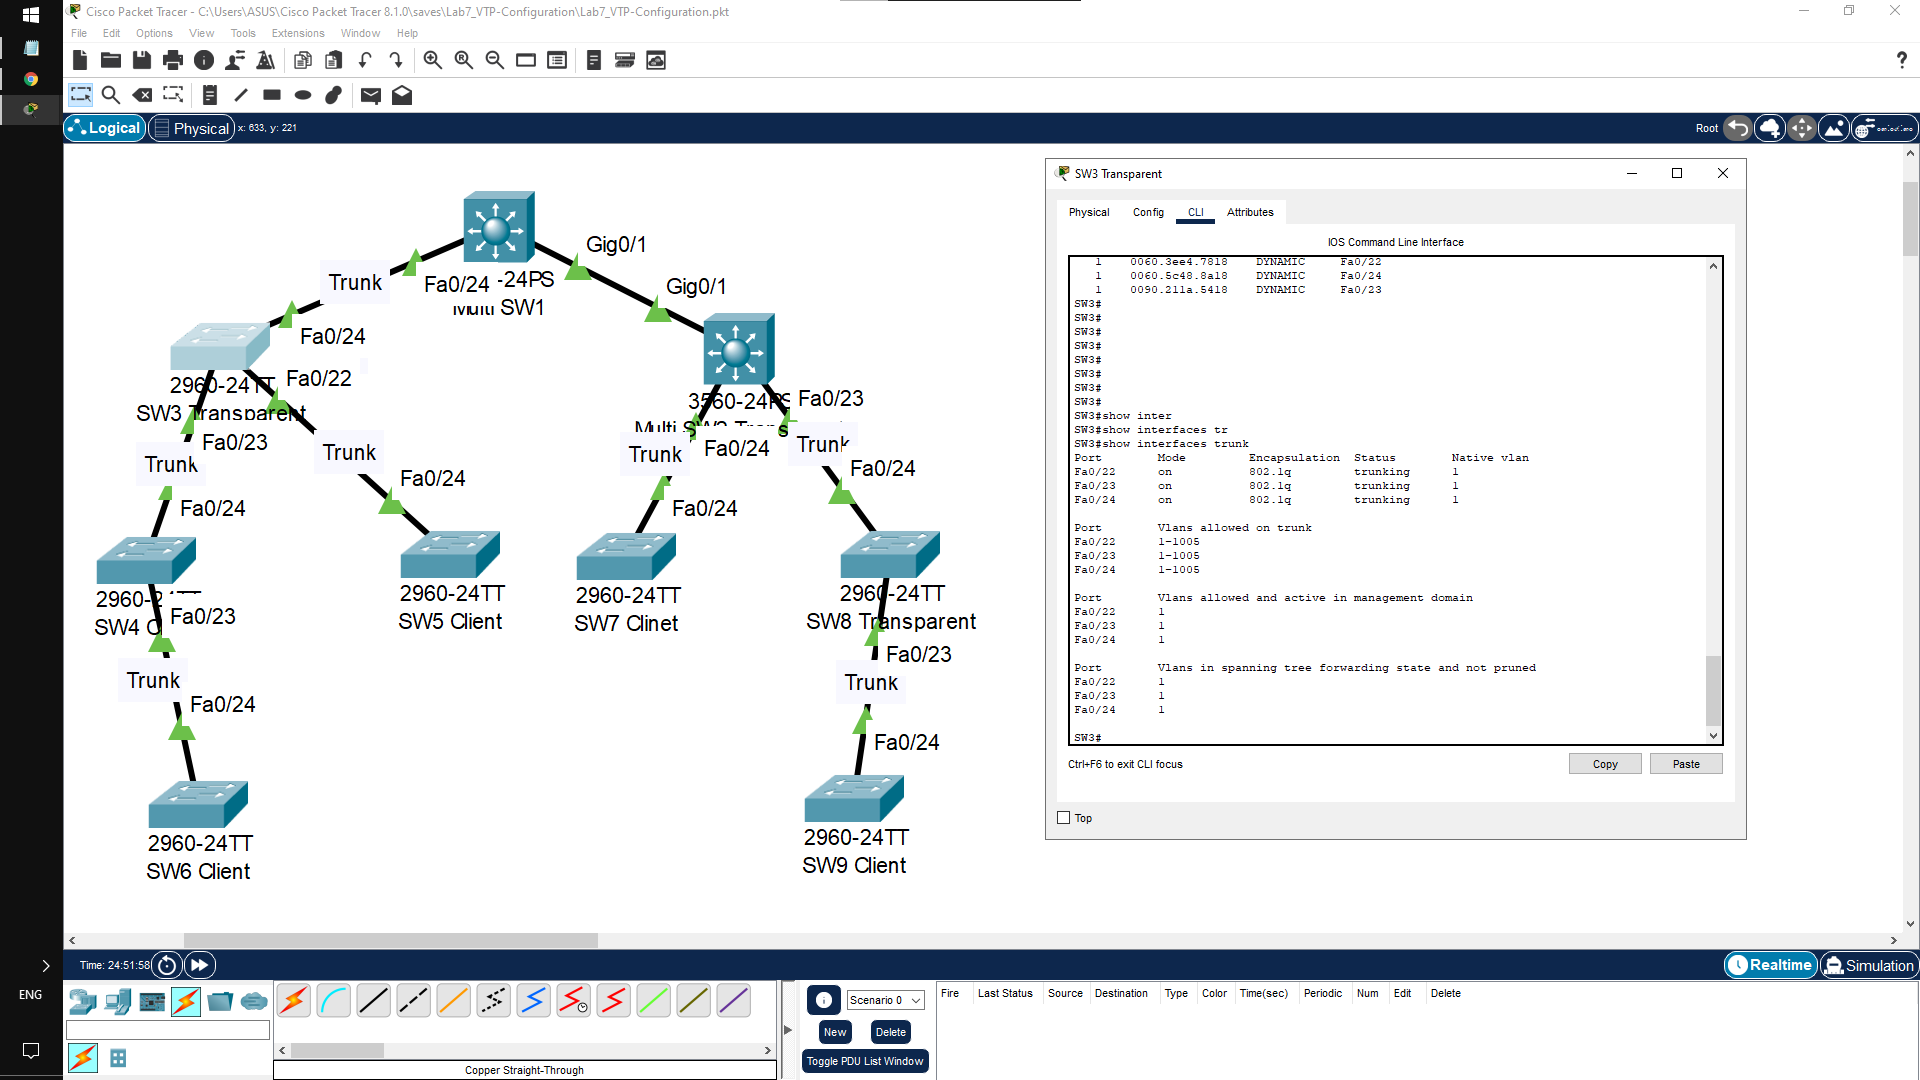 Cisco Packet Tracer - C:\Users\ASUS\Cisco Packet Tracer 8.1.0\saves\Lab7_VTP-Configuration\Lab7_VTP-Configuration.pkt
File Edit Options View Tools Extensions Window Help
?
Logical Physical x: 633, y: 221
Root
Gig0/1
Gig0/1
Trunk
Fa0/24 -24PS
SW1
Fa0/24
2960-24TT
Fa0/22
SW3 Transparent
Fa0/23
Trunk
Trunk
Fa0/24
Fa0/24
3560-24PS
Fa0/23
Multi
Trunk
Fa0/24
Trunk
Fa0/24
Fa0/24
2960-
SW4 C
Fa0/23
Trunk
Fa0/24
2960-24TT
SW5 Client
2960-24TT
SW7 Clinet
2960-24TT
SW8 Transparent
Fa0/23
Trunk
Fa0/24
2960-24TT
SW6 Client
2960-24TT
SW9 Client
SW3 Transparent
Physical Config CLI Attributes
IOS Command Line Interface
1 0060.3ee4.7818 DYNAMIC Fa0/22
1 0060.5c48.8a18 DYNAMIC Fa0/24
1 0090.211a.5418 DYNAMIC Fa0/23
SW3#
SW3#
SW3#
SW3#
SW3#
SW3#
SW3#
SW3#
SW3#show inter
SW3#show interfaces tr
SW3#show interfaces trunk
Port Mode Encapsulation Status Native vlan
Fa0/22 on 802.1q trunking 1
Fa0/23 on 802.1q trunking 1
Fa0/24 on 802.1q trunking 1
Port Vlans allowed on trunk
Fa0/22 1-1005
Fa0/23 1-1005
Fa0/24 1-1005
Port Vlans allowed and active in management domain
Fa0/22 1
Fa0/23 1
Fa0/24 1
Port Vlans in spanning tree forwarding state and not pruned
Fa0/22 1
Fa0/23 1
Fa0/24 1
SW3#
Ctrl+F6 to exit CLI focus
Copy Paste
Top
Time: 24:51:58
Realtime Simulation
ENG
Scenario 0
New Delete
Toggle PDU List Window
Fire Last Status Source Destination Type Color Time(sec) Periodic Num Edit Delete
Copper Straight-Through